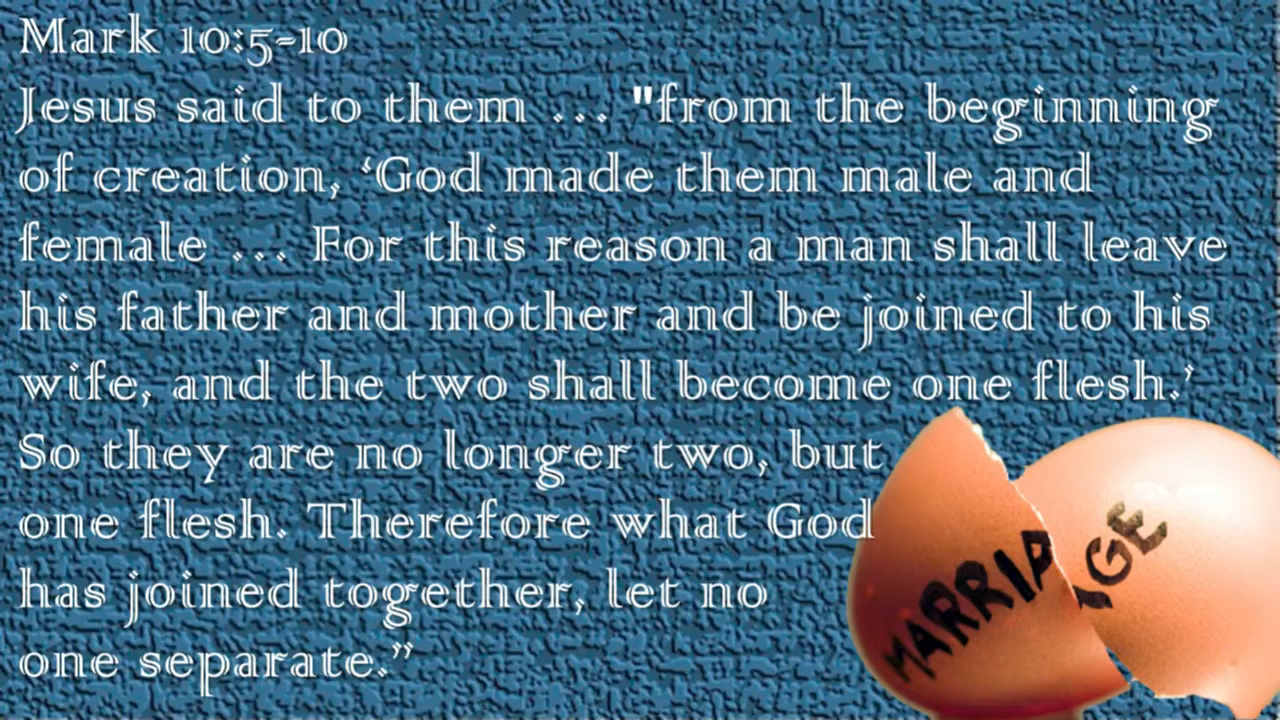 Mark 10:5-10
Jesus said to them ... "from the beginning
of creation, ‘God made them male and
female ... For this reason a man shall leave
his father and mother and be joined to his
wife, and the two shall become one flesh.’
So they are no longer two, but
one flesh. Therefore what God
has joined together, let no
one separate.”
MARRIAGE